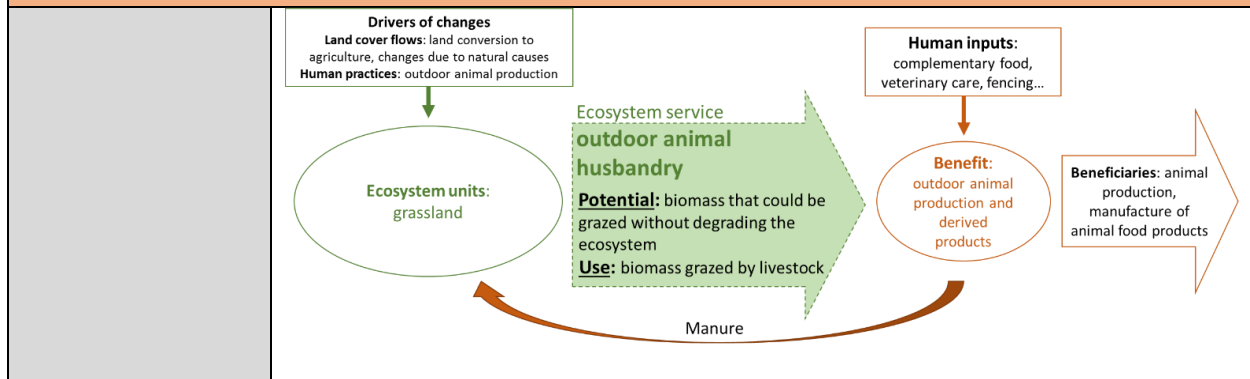 Drivers of changes
Land cover flows: land conversion to
agriculture, changes due to natural causes
Human practices: outdoor animal production
Ecosystem units:
grassland
Ecosystem service
outdoor animal
husbandry
Potential: biomass that could be
grazed without degrading the
ecosystem
Use: biomass grazed by livestock
Human inputs:
complementary food,
veterinary care, fencing...
Benefit:
outdoor animal
production and
derived
products
Beneficiaries: animal
production,
manufacture of
animal food products
Manure